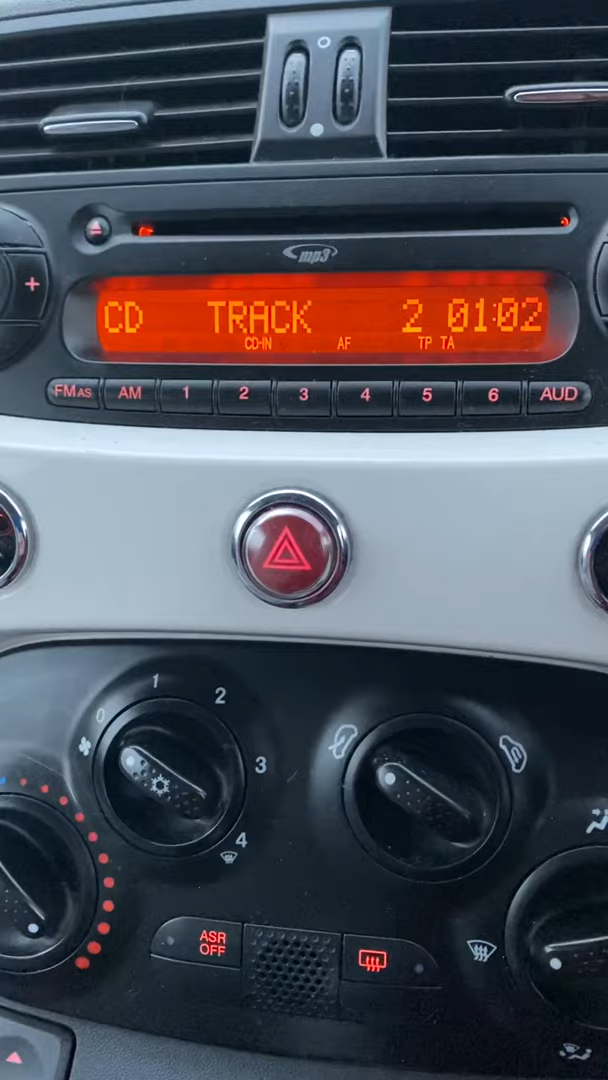 mp3
CD TRACK 2 01:02
CD-IN AF TP TA
FM AS AM 1 2 3 4 5 6 AUD
0 1 2 3 4
ASR
OFF